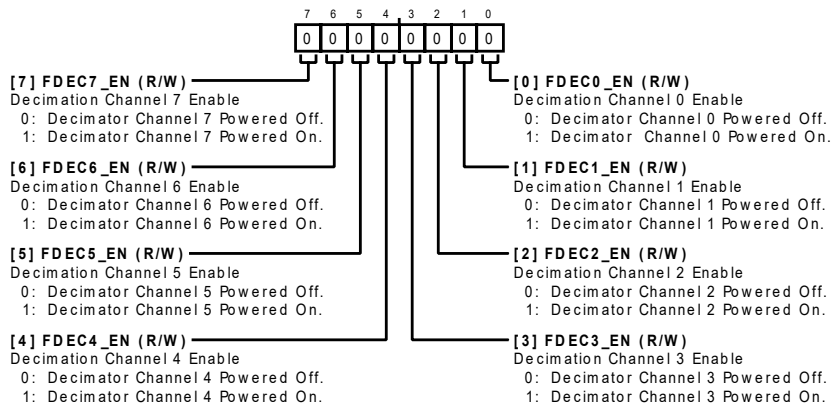 7 6 5 4 3 2 1 0
0 0 0 0 0 0 0 0
[7] FDEC7_EN (R/W)
Decimation Channel 7 Enable
0: Decimator Channel 7 Powered Off.
1: Decimator Channel 7 Powered On.
[6] FDEC6_EN (R/W)
Decimation Channel 6 Enable
0: Decimator Channel 6 Powered Off.
1: Decimator Channel 6 Powered On.
[5] FDEC5_EN (R/W)
Decimation Channel 5 Enable
0: Decimator Channel 5 Powered Off.
1: Decimator Channel 5 Powered On.
[4] FDEC4_EN (R/W)
Decimation Channel 4 Enable
0: Decimator Channel 4 Powered Off.
1: Decimator Channel 4 Powered On.
[0] FDEC0_EN (R/W)
Decimation Channel 0 Enable
0: Decimator Channel 0 Powered Off.
1: Decimator Channel 0 Powered On.
[1] FDEC1_EN (R/W)
Decimation Channel 1 Enable
0: Decimator Channel 1 Powered Off.
1: Decimator Channel 1 Powered On.
[2] FDEC2_EN (R/W)
Decimation Channel 2 Enable
0: Decimator Channel 2 Powered Off.
1: Decimator Channel 2 Powered On.
[3] FDEC3_EN (R/W)
Decimation Channel 3 Enable
0: Decimator Channel 3 Powered Off.
1: Decimator Channel 3 Powered On.